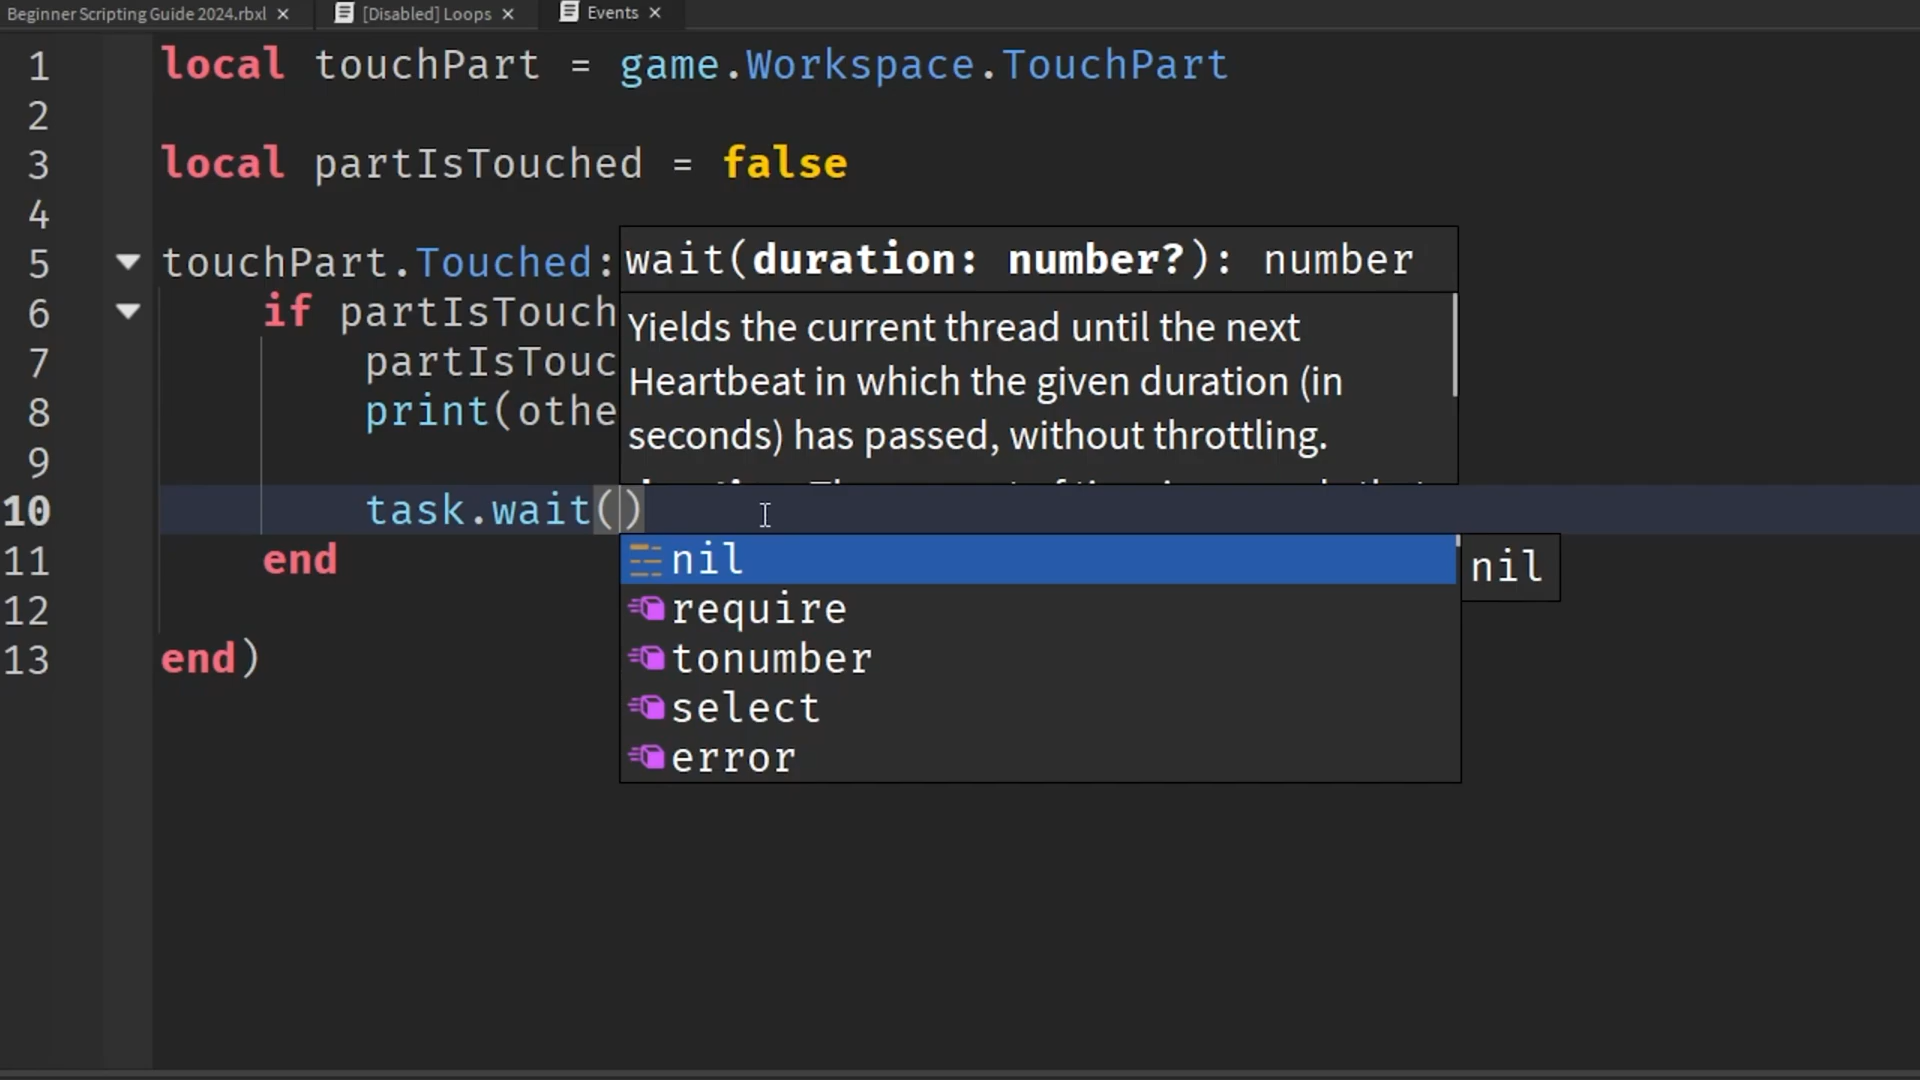 Beginner Scripting Guide 2024.rbxl × [Disabled] Loops × Events ×
1 local touchPart = game.Workspace.TouchPart
2
3 local partIsTouched = false
4
5 touchPart.Touched:
6 if partIsTouch
7 partIsTouc
8 print(othe
9
10 task.wait()
11 end
12
13 end)
wait(duration: number?): number
Yields the current thread until the next
Heartbeat in which the given duration (in
seconds) has passed, without throttling.
nil
require
tonumber
select
error
nil